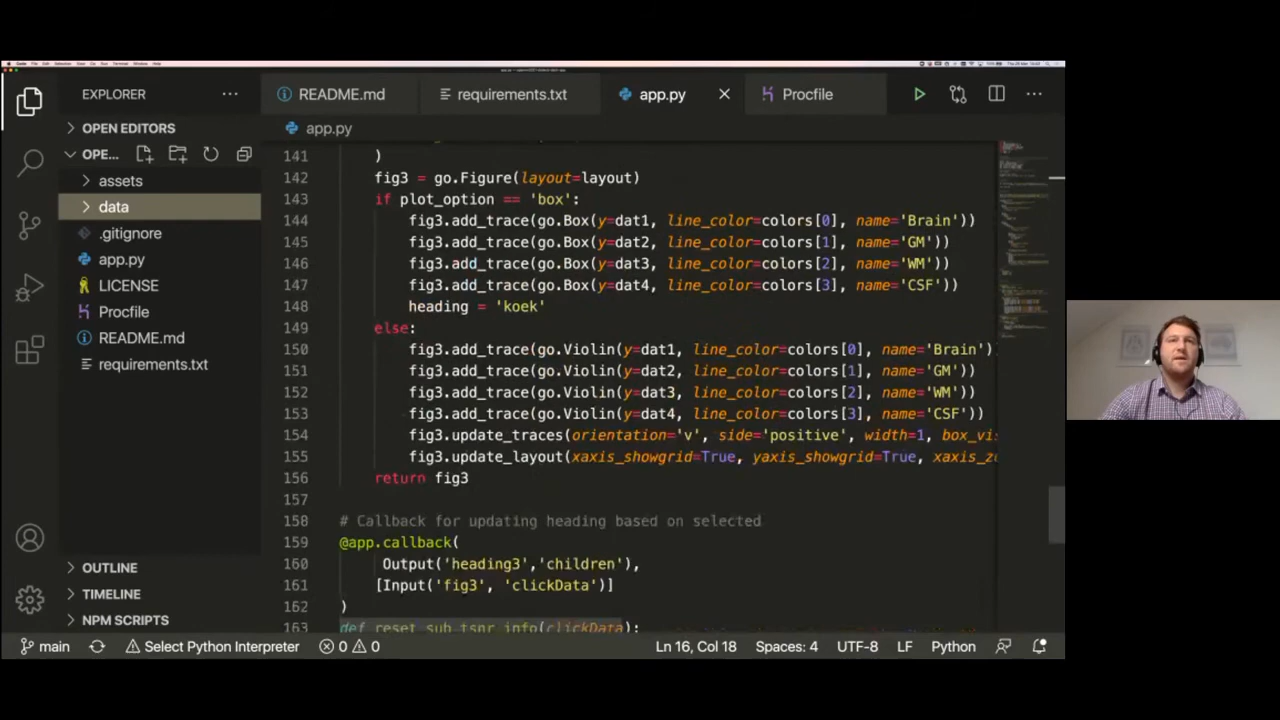 EXPLORER
README.md
requirements.txt
app.py
Procfile
OPEN EDITORS
OPE...
assets
data
.gitignore
app.py
LICENSE
Procfile
README.md
requirements.txt
OUTLINE
TIMELINE
NPM SCRIPTS
app.py
141 )
142 fig3 = go.Figure(layout=layout)
143 if plot_option == 'box':
144 fig3.add_trace(go.Box(y=dat1, line_color=colors[0], name='Brain'))
145 fig3.add_trace(go.Box(y=dat2, line_color=colors[1], name='GM'))
146 fig3.add_trace(go.Box(y=dat3, line_color=colors[2], name='WM'))
147 fig3.add_trace(go.Box(y=dat4, line_color=colors[3], name='CSF'))
148 heading = 'koek'
149 else:
150 fig3.add_trace(go.Violin(y=dat1, line_color=colors[0], name='Brain')
151 fig3.add_trace(go.Violin(y=dat2, line_color=colors[1], name='GM'))
152 fig3.add_trace(go.Violin(y=dat3, line_color=colors[2], name='WM'))
153 fig3.add_trace(go.Violin(y=dat4, line_color=colors[3], name='CSF'))
154 fig3.update_traces(orientation='v', side='positive', width=1, box_vi
155 fig3.update_layout(xaxis_showgrid=True, yaxis_showgrid=True, xaxis_z
156 return fig3
157
158 # Callback for updating heading based on selected
159 @app.callback(
160 Output('heading3','children'),
161 [Input('fig3', 'clickData')]
162 )
163 def reset_sub_tsnr_info(clickData):
main
Select Python Interpreter
0
0
Ln 16, Col 18
Spaces: 4
UTF-8
LF
Python